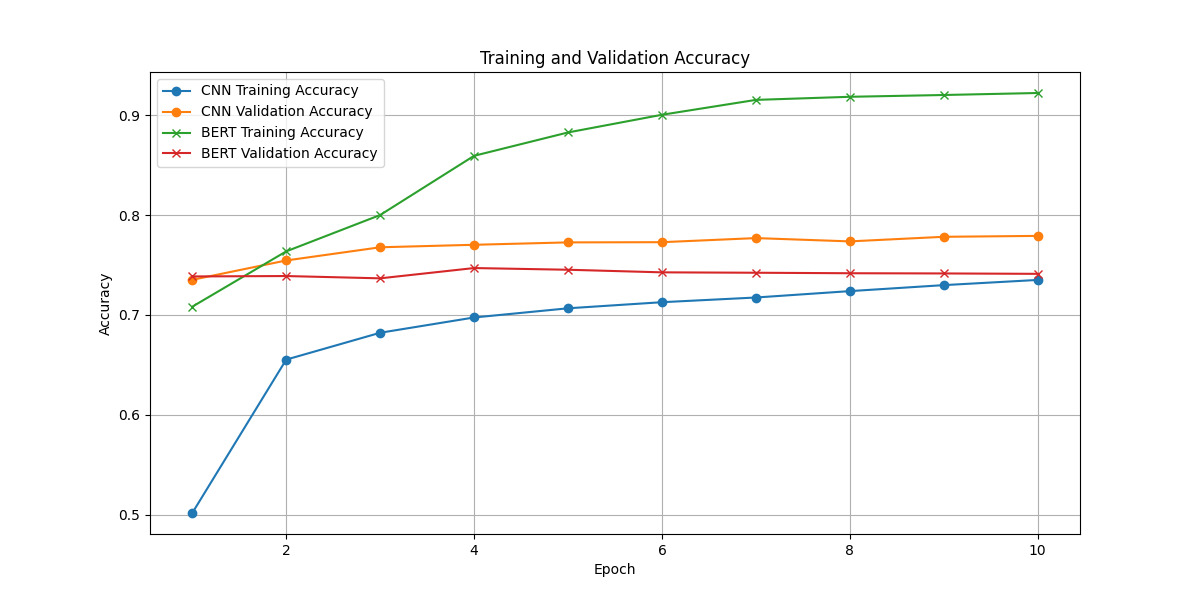 Training and Validation Accuracy
CNN Training Accuracy
CNN Validation Accuracy
BERT Training Accuracy
BERT Validation Accuracy
0.9
0.8
0.7
0.6
0.5
Accuracy
2 4 6 8 10
Epoch